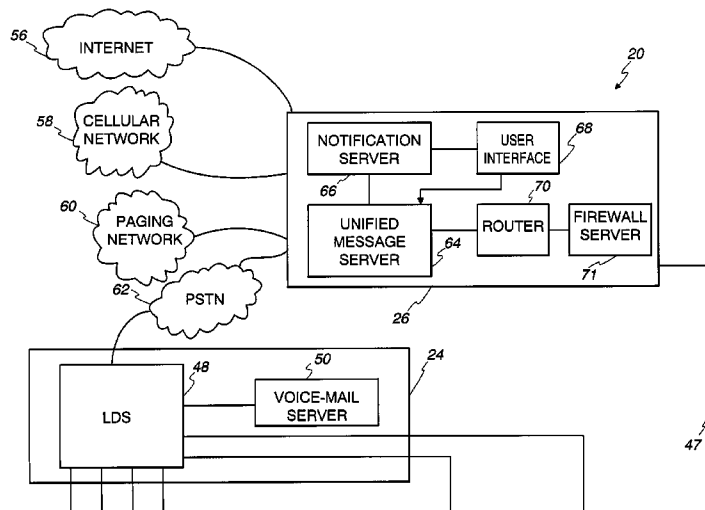 56
INTERNET
20
58
CELLULAR
NETWORK
NOTIFICATION
SERVER
66
USER
INTERFACE
68
60
PAGING
NETWORK
70
UNIFIED
MESSAGE
SERVER
64
ROUTER
FIREWALL
SERVER
71
62
PSTN
26
48
50
24
LDS
VOICE-MAIL
SERVER
47